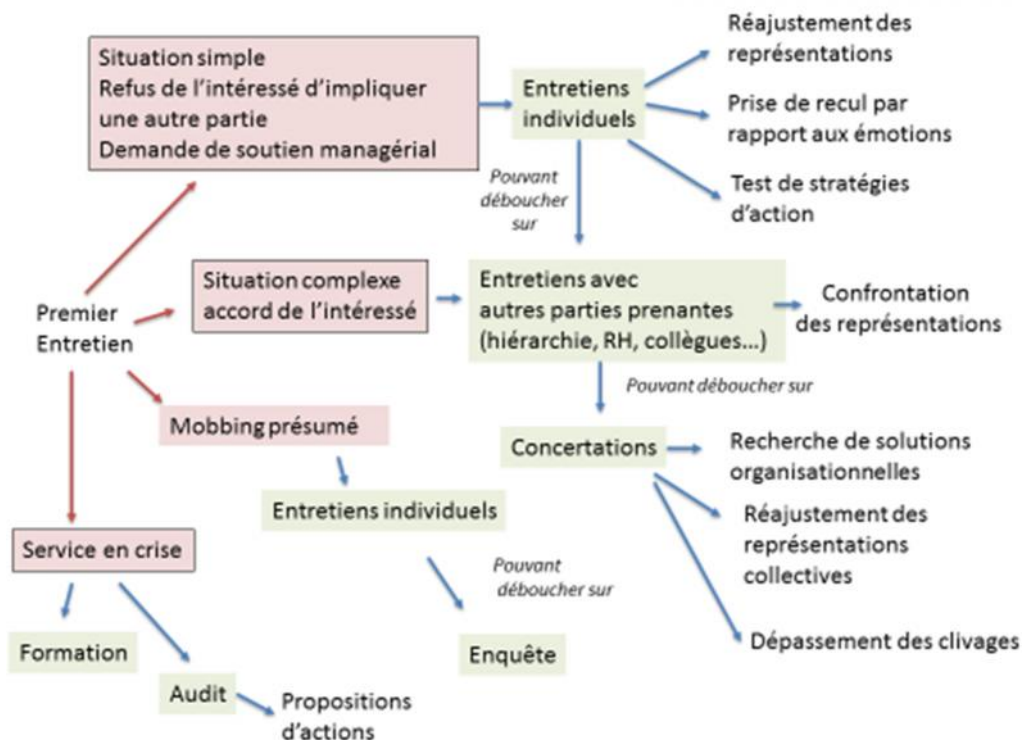 Situation simple
Refus de l'intéressé d'impliquer
une autre partie
Demande de soutien managérial
Entretiens
individuels
Réajustement des
représentations
Prise de recul par
rapport aux émotions
Test de stratégies
d'action
Pouvant
déboucher
sur
Premier
Entretien
Situation complexe
accord de l'intéressé
Entretiens avec
autres parties prenantes
(hiérarchie, RH, collègues...)
Confrontation
des représentations
Pouvant déboucher sur
Mobbing présumé
Concertations
Recherche de solutions
organisationnelles
Réajustement des
représentations
collectives
Dépassement des clivages
Entretiens individuels
Pouvant
déboucher sur
Enquête
Service en crise
Formation
Audit
Propositions
d'actions